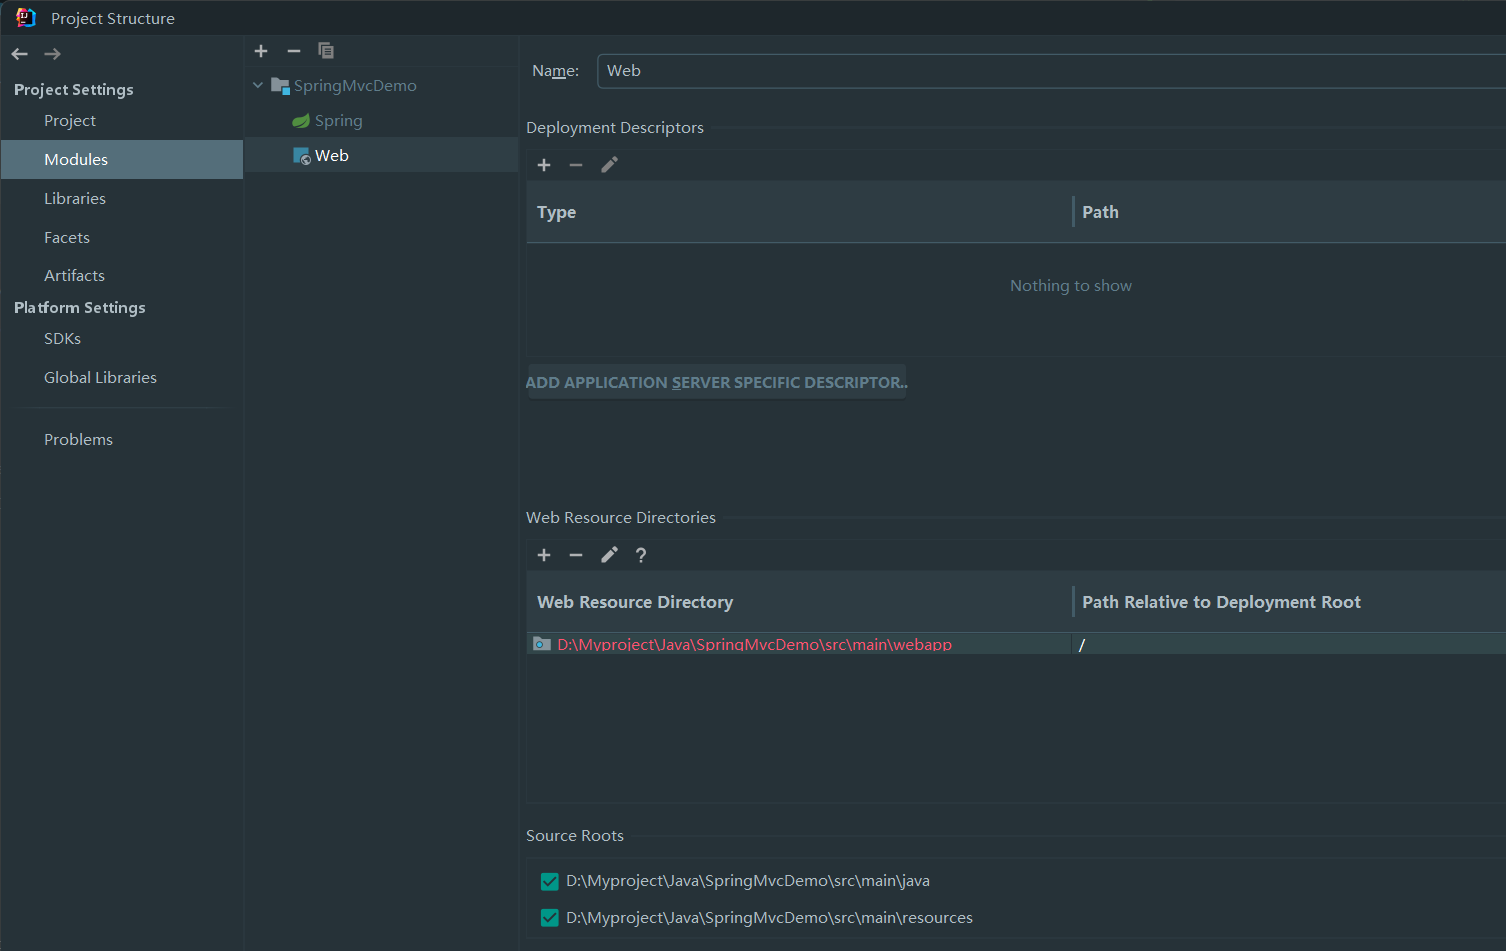 Project Structure
Project Settings
Project
Modules
Libraries
Facets
Artifacts
Platform Settings
SDKs
Global Libraries
Problems
SpringMvcDemo
Spring
Web
Name: Web
Deployment Descriptors
Type Path
Nothing to show
ADD APPLICATION SERVER SPECIFIC DESCRIPTOR..
Web Resource Directories
Web Resource Directory Path Relative to Deployment Root
D:\Myproject\Java\SpringMvcDemo\src\main\webapp /
Source Roots
D:\Myproject\Java\SpringMvcDemo\src\main\java
D:\Myproject\Java\SpringMvcDemo\src\main\resources